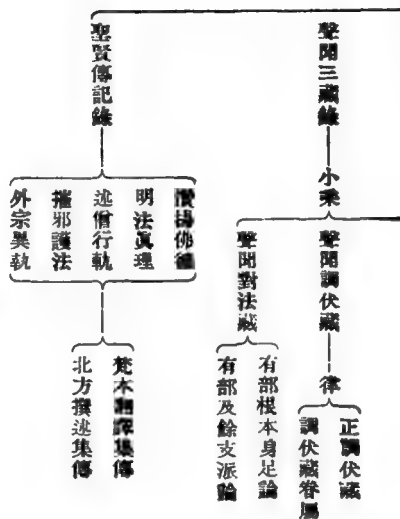 聲聞三藏錄
小乘
聲聞調伏藏
律
正調伏藏
調伏藏眷屬
聲聞對法藏
有部根本身足論
有部及餘支派論
聖賢傳記錄
讚揚佛德
明法眞理
述僧行軌
摧邪護法
外宗異執
梵本翻譯集傳
北方撰述集傳